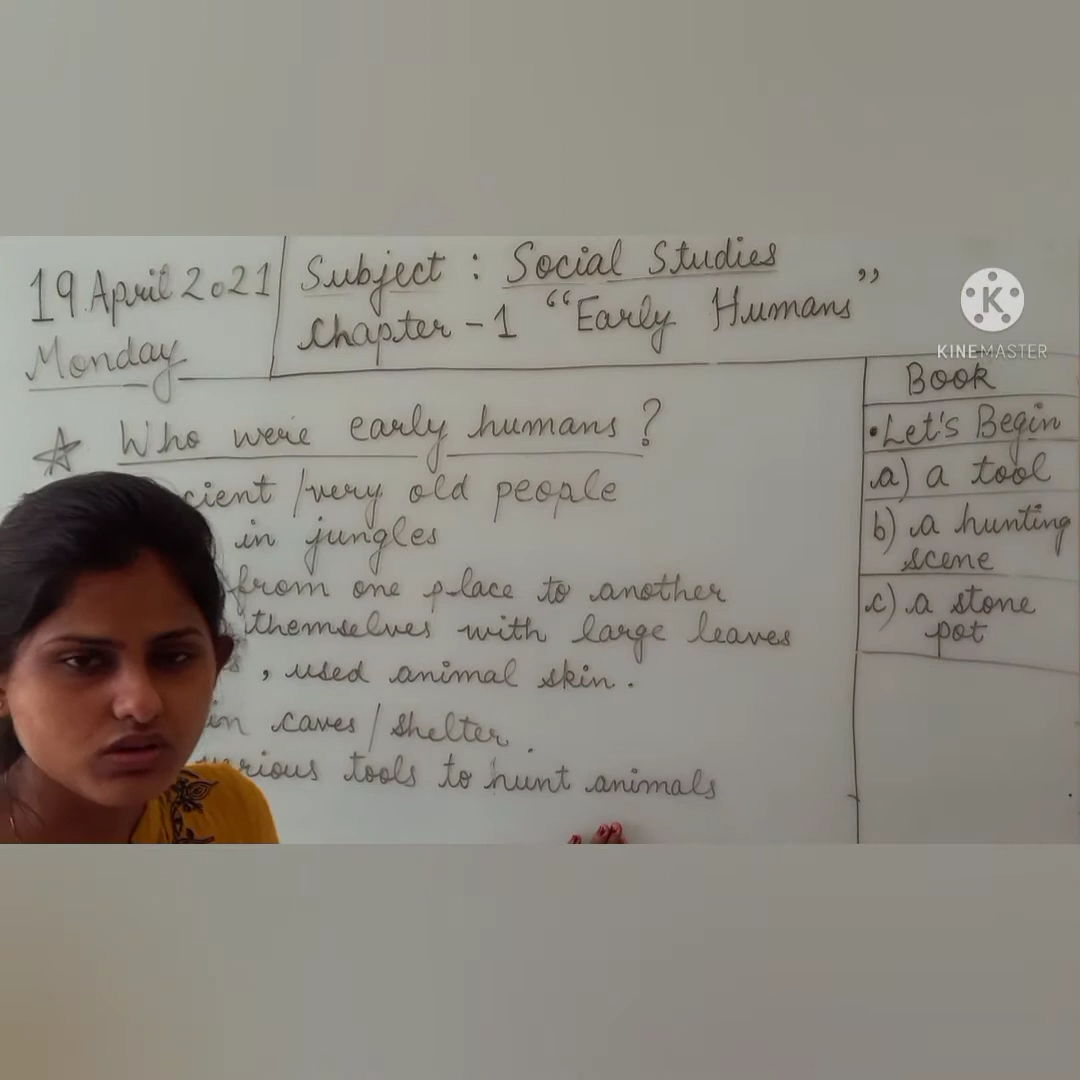 19 April 2021
Monday
Subject : Social Studies
Chapter - 1 "Early Humans"
Who were early humans ?
cient / very old people
in jungles
from one place to another
themselves with large leaves
, used animal skin .
in caves / shelter .
various tools to hunt animals
Book
• Let's Begin
a) a tool
b) a hunting
scene
c) a stone
pot
KINEMASTER